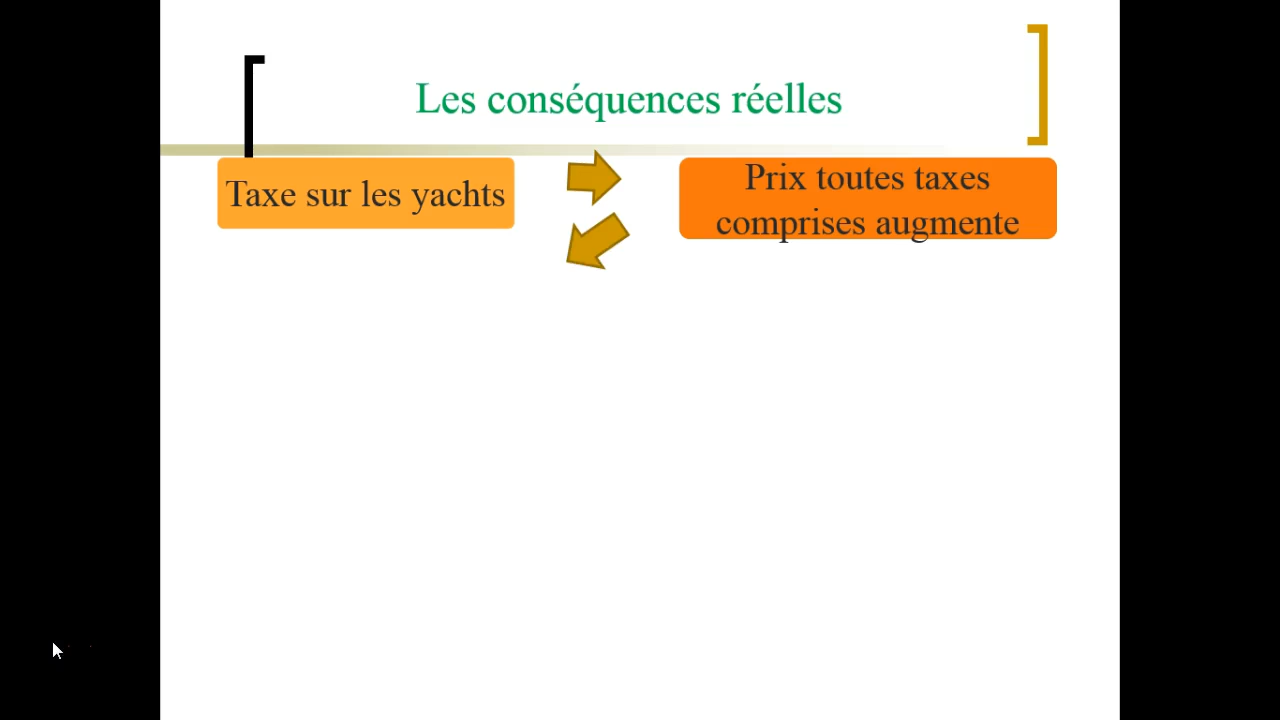 Les conséquences réelles
Taxe sur les yachts
Prix toutes taxes
comprises augmente